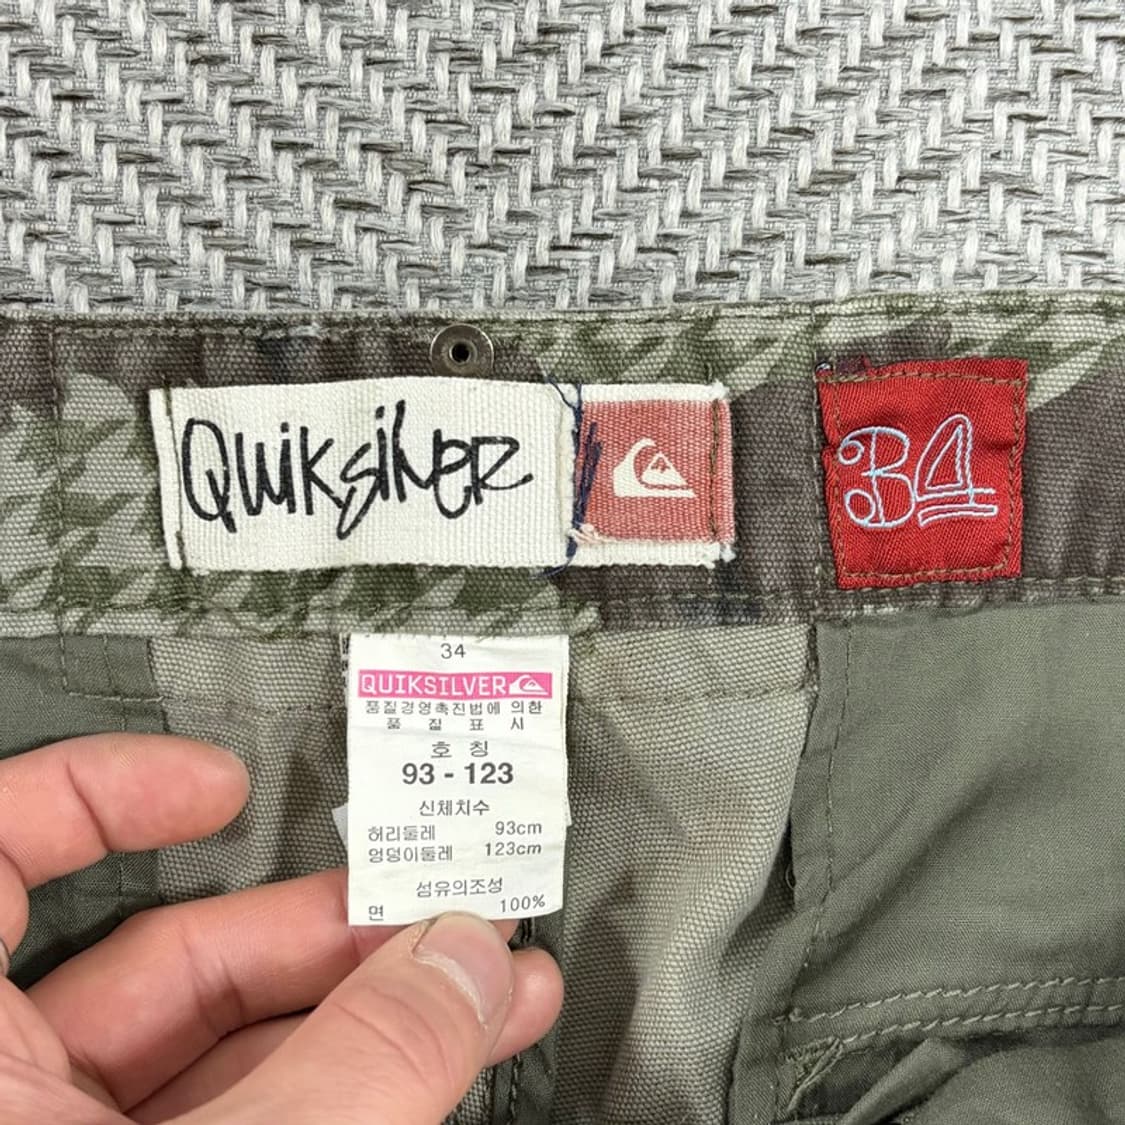 Quiksilver
34
34
QUIKSILVER
품질경영촉진법에 의한
품 질 표 시
호 칭
93 - 123
신체치수
허리둘레 93cm
엉덩이둘레 123cm
섬유의조성
면 100%